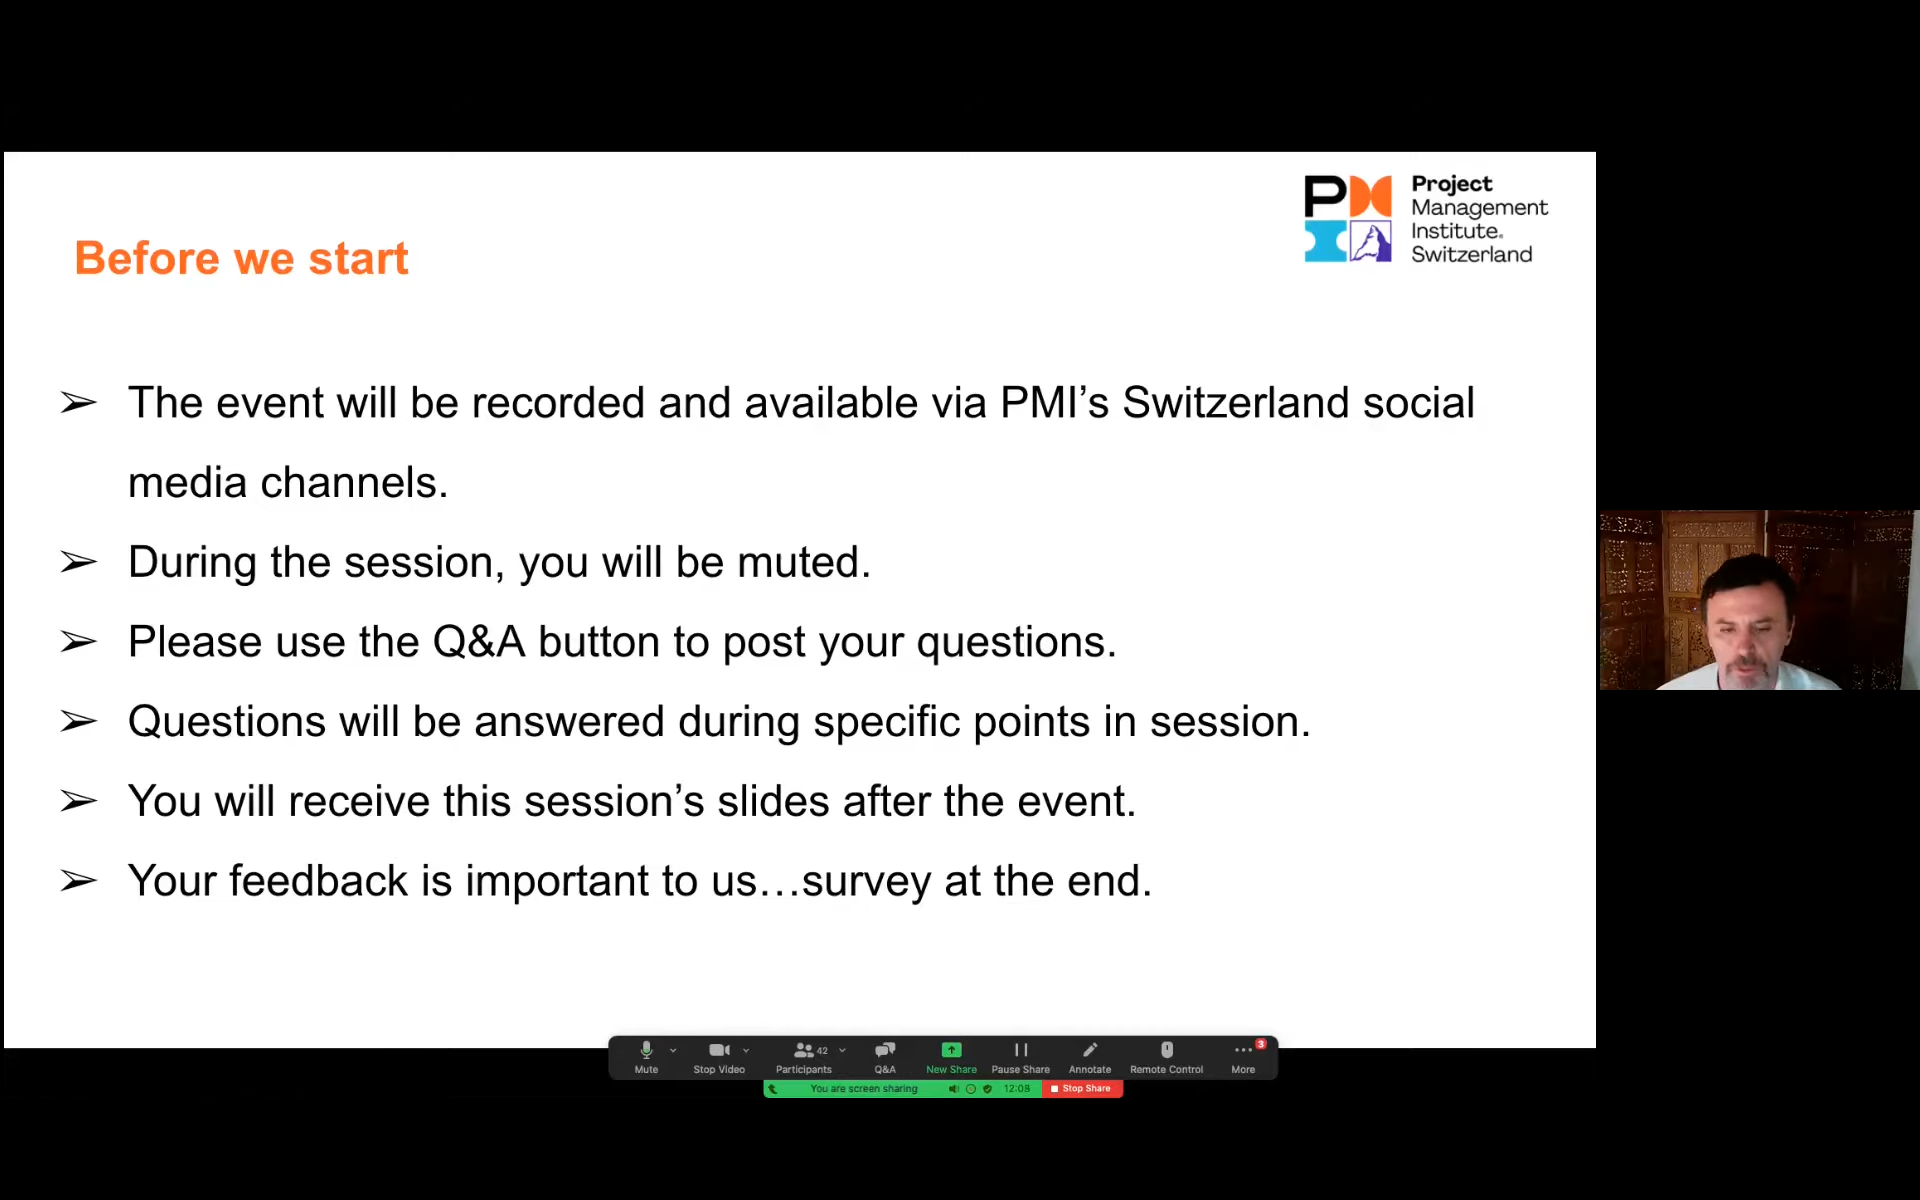 Project
Management
Institute.
Switzerland
Before we start
➢ The event will be recorded and available via PMI’s Switzerland social
media channels.
➢ During the session, you will be muted.
➢ Please use the Q&A button to post your questions.
➢ Questions will be answered during specific points in session.
➢ You will receive this session’s slides after the event.
➢ Your feedback is important to us…survey at the end.
42
3
Mute
Stop Video
Participants
Q&A
New Share
Pause Share
Annotate
Remote Control
More
You are screen sharing
12:08
Stop Share